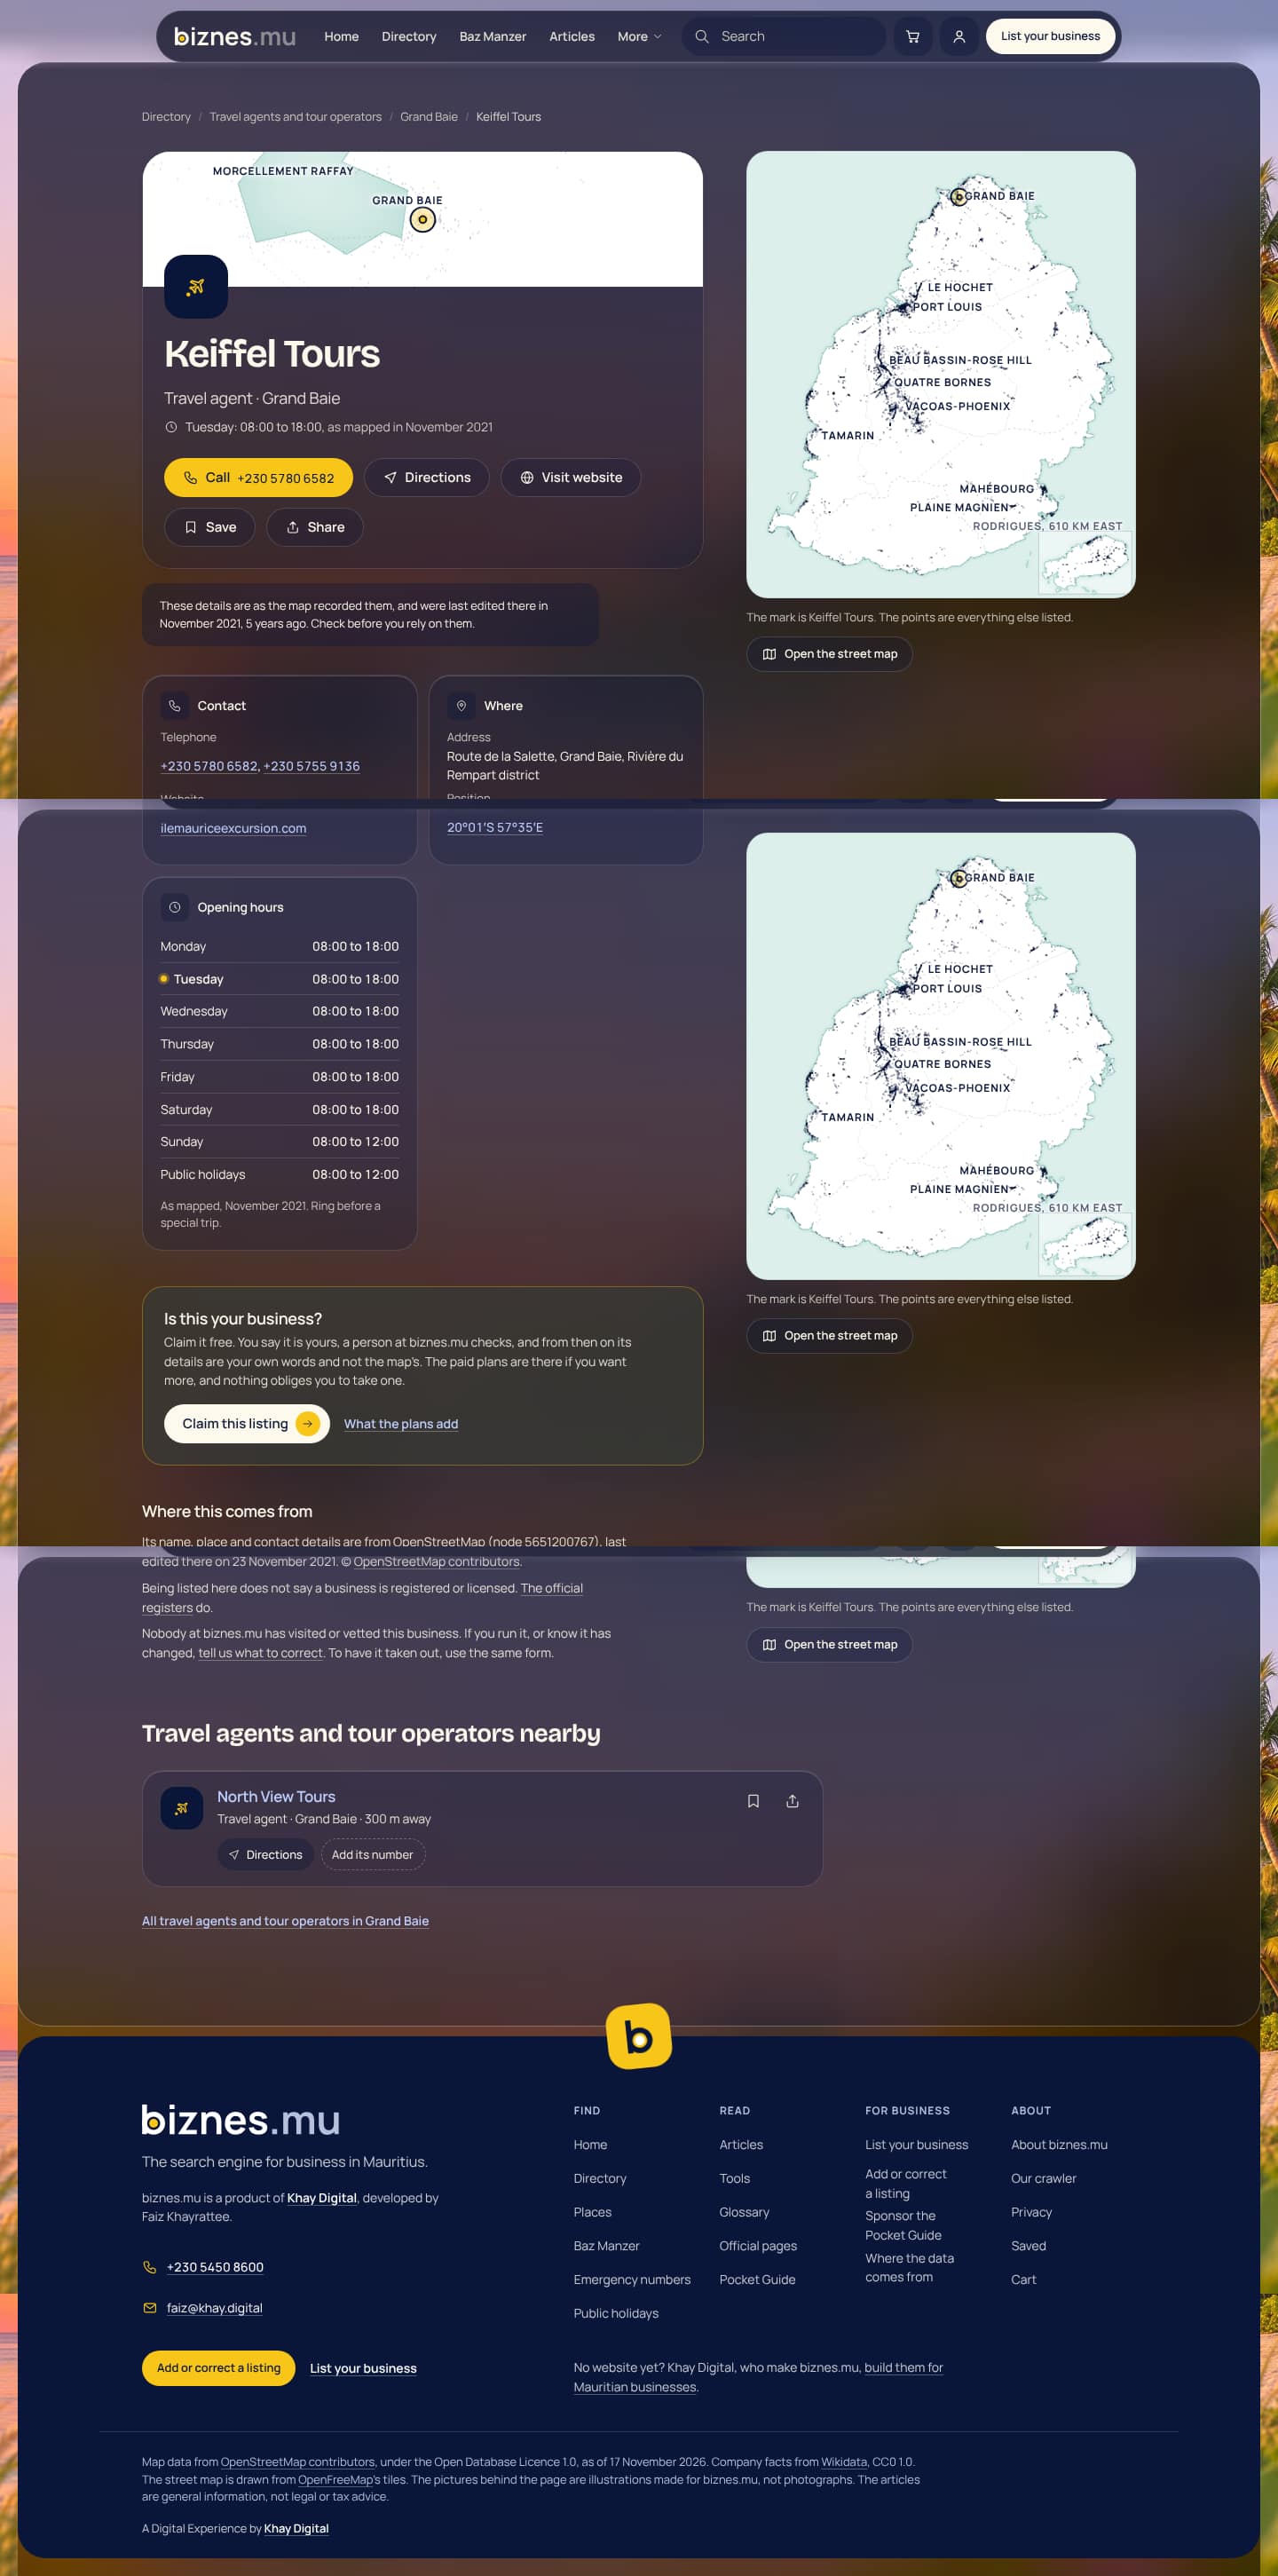 biznes.mu
Home
Directory
Baz Manzer
Articles
More
Search
List your business
Directory / Travel agents and tour operators / Grand Baie / Keiffel Tours
MORCELLEMENT RAFFAY
GRAND BAIE
Keiffel Tours
Travel agent · Grand Baie
Tuesday: 08:00 to 18:00, as mapped in November 2021
Call +230 5780 6582
Directions
Visit website
Save
Share
These details are as the map recorded them, and were last edited there in
November 2021, 5 years ago. Check before you rely on them.
GRAND BAIE
LE HOCHET
PORT LOUIS
BEAU BASSIN-ROSE HILL
QUATRE BORNES
VACOAS-PHOENIX
TAMARIN
MAHÉBOURG
PLAINE MAGNIEN
RODRIGUES, 610 KM EAST
The mark is Keiffel Tours. The points are everything else listed.
Open the street map
Contact
Telephone
+230 5780 6582, +230 5755 9136
Website
ilemauriceexcursion.com
Where
Address
Route de la Salette, Grand Baie, Rivière du
Rempart district
Position
20°01′S 57°35′E
Opening hours
Monday 08:00 to 18:00
Tuesday 08:00 to 18:00
Wednesday 08:00 to 18:00
Thursday 08:00 to 18:00
Friday 08:00 to 18:00
Saturday 08:00 to 18:00
Sunday 08:00 to 12:00
Public holidays 08:00 to 12:00
As mapped, November 2021. Ring before a
special trip.
GRAND BAIE
LE HOCHET
PORT LOUIS
BEAU BASSIN-ROSE HILL
QUATRE BORNES
VACOAS-PHOENIX
TAMARIN
MAHÉBOURG
PLAINE MAGNIEN
RODRIGUES, 610 KM EAST
The mark is Keiffel Tours. The points are everything else listed.
Open the street map
Is this your business?
Claim it free. You say it is yours, a person at biznes.mu checks, and from then on its
details are your own words and not the map's. The paid plans are there if you want
more, and nothing obliges you to take one.
Claim this listing
What the plans add
Where this comes from
Its name, place and contact details are from OpenStreetMap (node 5651200767), last
edited there on 23 November 2021. © OpenStreetMap contributors.
Being listed here does not say a business is registered or licensed. The official
registers do.
Nobody at biznes.mu has visited or vetted this business. If you run it, or know it has
changed, tell us what to correct. To have it taken out, use the same form.
The mark is Keiffel Tours. The points are everything else listed.
Open the street map
Travel agents and tour operators nearby
North View Tours
Travel agent · Grand Baie · 300 m away
Directions
Add its number
All travel agents and tour operators in Grand Baie
b
biznes.mu
The search engine for business in Mauritius.
biznes.mu is a product of Khay Digital, developed by
Faiz Khayrattee.
+230 5450 8600
faiz@khay.digital
Add or correct a listing
List your business
FIND
Home
Directory
Places
Baz Manzer
Emergency numbers
Public holidays
READ
Articles
Tools
Glossary
Official pages
Pocket Guide
FOR BUSINESS
List your business
Add or correct
a listing
Sponsor the
Pocket Guide
Where the data
comes from
ABOUT
About biznes.mu
Our crawler
Privacy
Saved
Cart
No website yet? Khay Digital, who make biznes.mu, build them for
Mauritian businesses.
Map data from OpenStreetMap contributors, under the Open Database Licence 1.0, as of 17 November 2026. Company facts from Wikidata, CC0 1.0.
The street map is drawn from OpenFreeMap's tiles. The pictures behind the page are illustrations made for biznes.mu, not photographs. The articles
are general information, not legal or tax advice.
A Digital Experience by Khay Digital